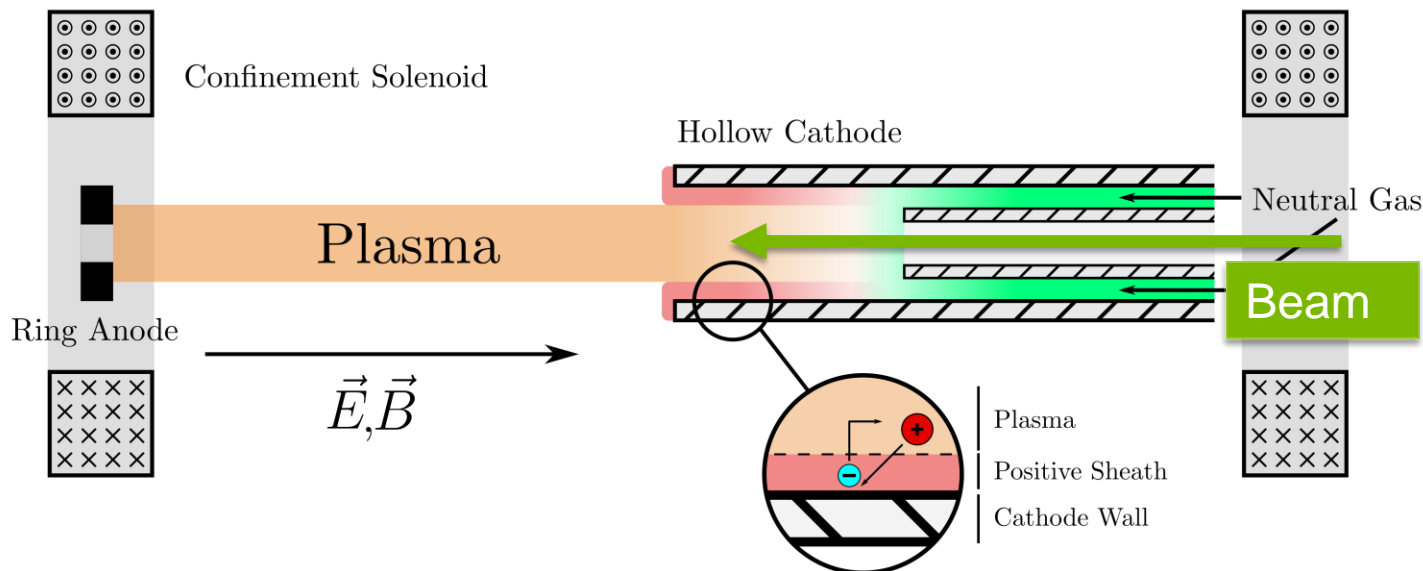 Confinement Solenoid
Hollow Cathode
Neutral Gas
Plasma
Beam
Ring Anode
E⃗,B⃗
+
−
Plasma
Positive Sheath
Cathode Wall